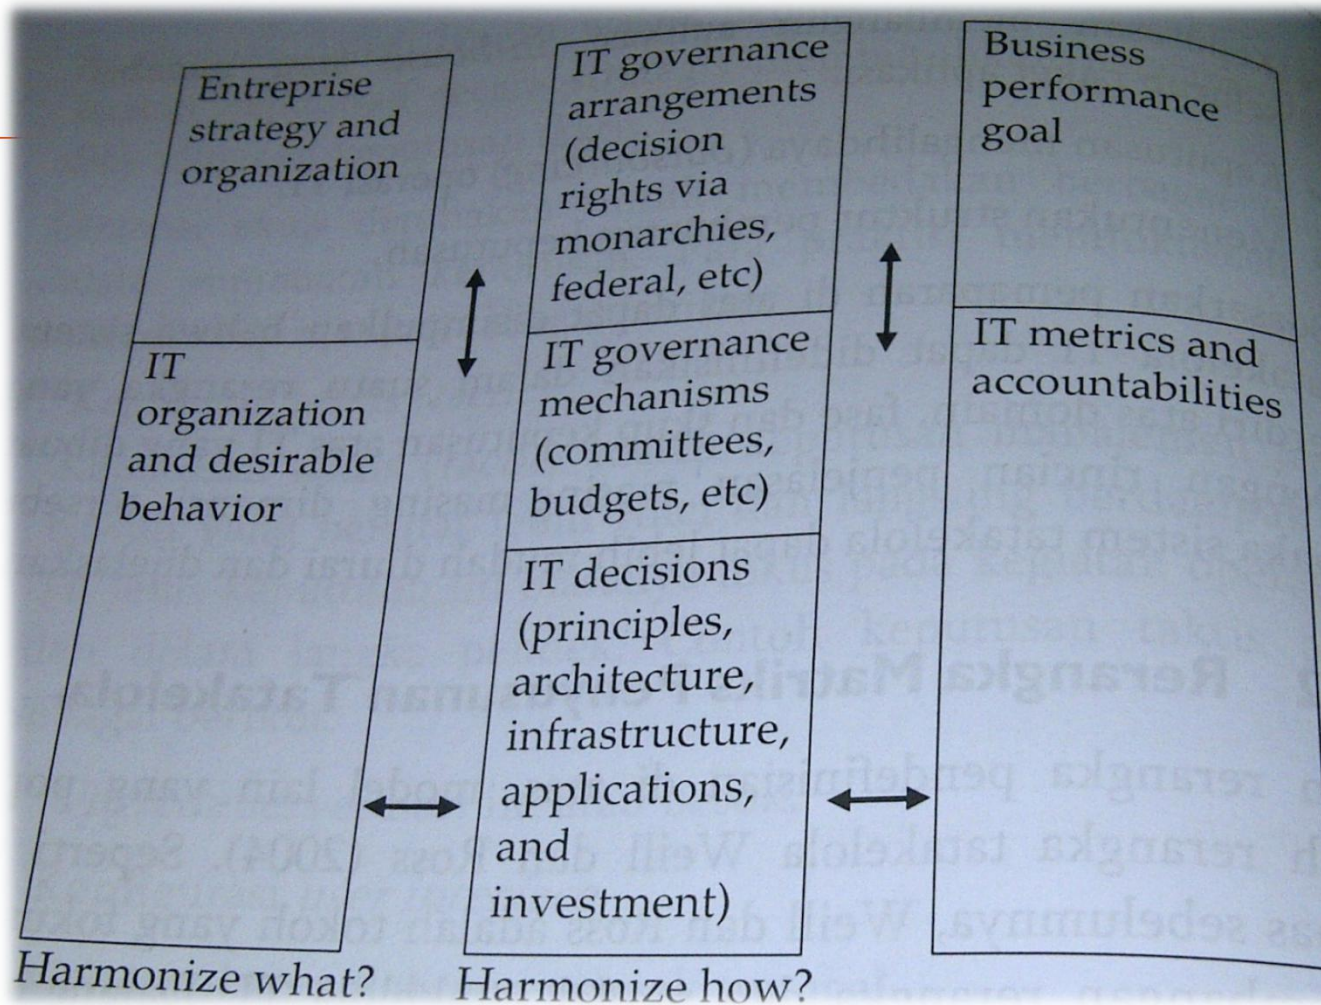 Entreprise
strategy and
organization
IT
organization
and desirable
behavior
Harmonize what?
IT governance
arrangements
(decision
rights via
monarchies,
federal, etc)
IT governance
mechanisms
(committees,
budgets, etc)
IT decisions
(principles,
architecture,
infrastructure,
applications,
and
investment)
Harmonize how?
Business
performance
goal
IT metrics and
accountabilities